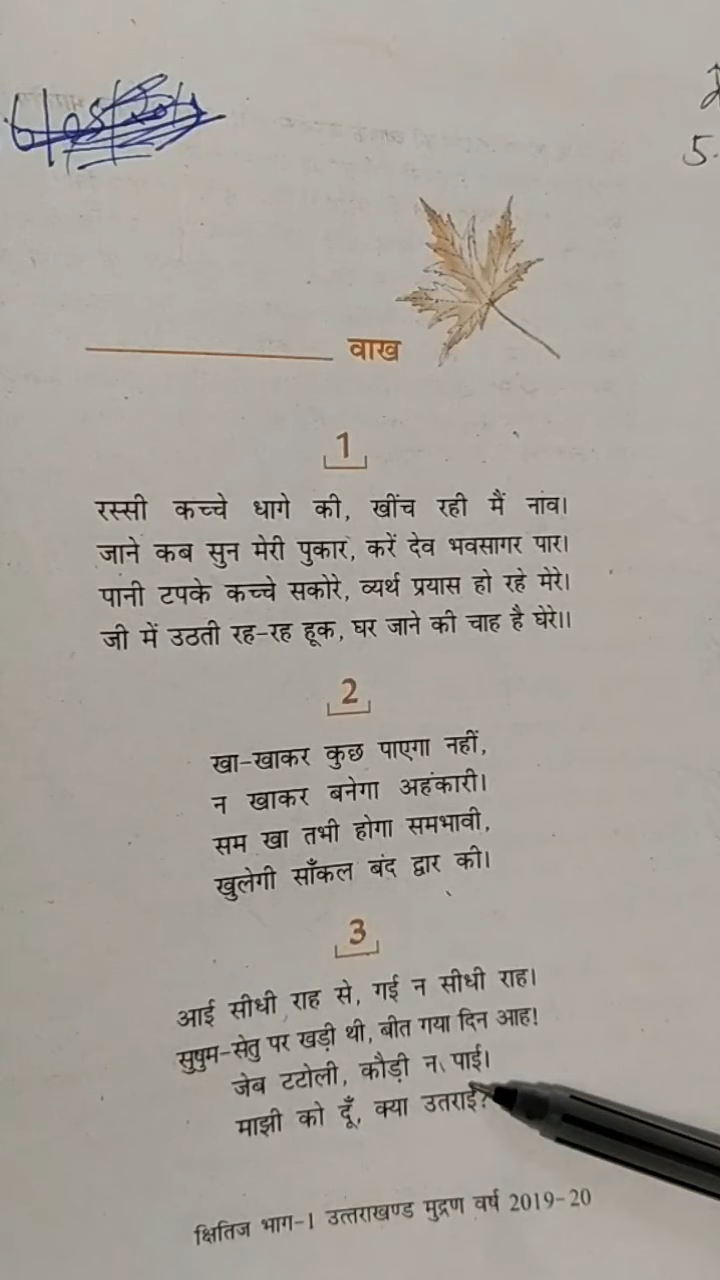 5.
वाख
1
रस्सी कच्चे धागे की, खींच रही मैं नाव।
जाने कब सुन मेरी पुकार, करें देव भवसागर पार।
पानी टपके कच्चे सकोरे, व्यर्थ प्रयास हो रहे मेरे।
जी में उठती रह-रह हूक, घर जाने की चाह है घेरे॥
2
खा-खाकर कुछ पाएगा नहीं,
न खाकर बनेगा अहंकारी।
सम खा तभी होगा समभावी,
खुलेगी साँकल बंद द्वार की।
3
आई सीधी राह से, गई न सीधी राह।
सुषुम-सेतु पर खड़ी थी, बीत गया दिन आह!
जेब टटोली, कौड़ी न पाई।
माझी को दूँ, क्या उतराई?
क्षितिज भाग-1 उत्तराखण्ड मुद्रण वर्ष 2019-20